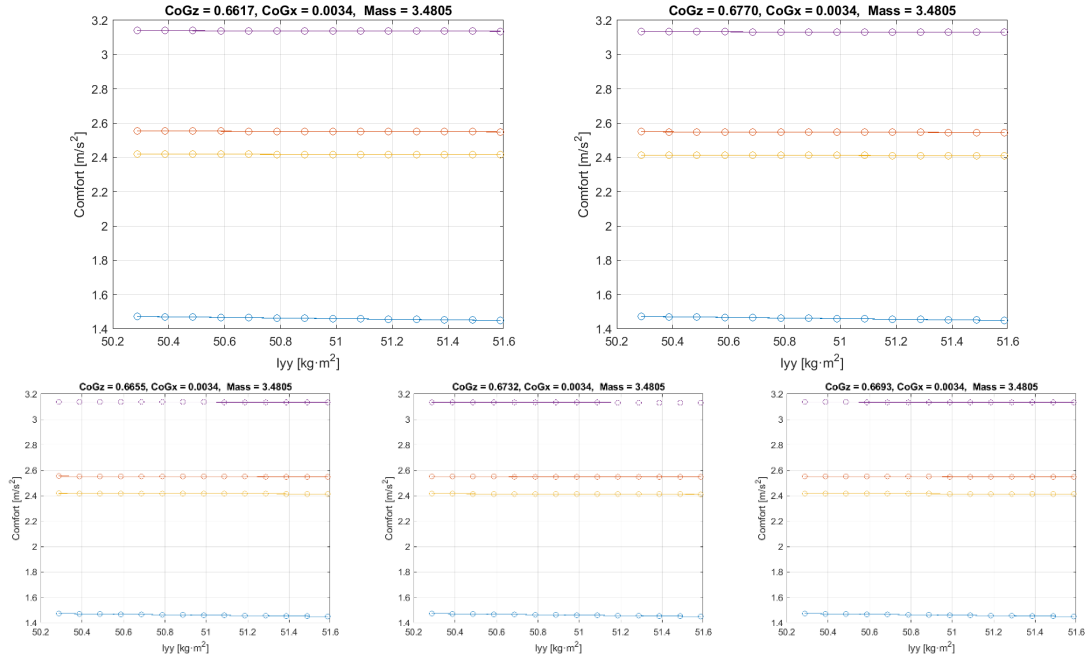 CoGz = 0.6617, CoGx = 0.0034,  Mass = 3.4805
3.2
3
2.8
2.6
2.4
2.2
2
1.8
1.6
1.4
Comfort [m/s²]
50.2 50.4 50.6 50.8 51 51.2 51.4 51.6
Iyy [kg·m²]
CoGz = 0.6770, CoGx = 0.0034,  Mass = 3.4805
3.2
3
2.8
2.6
2.4
2.2
2
1.8
1.6
1.4
Comfort [m/s²]
50.2 50.4 50.6 50.8 51 51.2 51.4 51.6
Iyy [kg·m²]
CoGz = 0.6655, CoGx = 0.0034,  Mass = 3.4805
3.2
3
2.8
2.6
2.4
2.2
2
1.8
1.6
1.4
Comfort [m/s²]
50.2 50.4 50.6 50.8 51 51.2 51.4 51.6
Iyy [kg·m²]
CoGz = 0.6732, CoGx = 0.0034,  Mass = 3.4805
3.2
3
2.8
2.6
2.4
2.2
2
1.8
1.6
1.4
Comfort [m/s²]
50.2 50.4 50.6 50.8 51 51.2 51.4 51.6
Iyy [kg·m²]
CoGz = 0.6693, CoGx = 0.0034,  Mass = 3.4805
3.2
3
2.8
2.6
2.4
2.2
2
1.8
1.6
1.4
Comfort [m/s²]
50.2 50.4 50.6 50.8 51 51.2 51.4 51.6
Iyy [kg·m²]